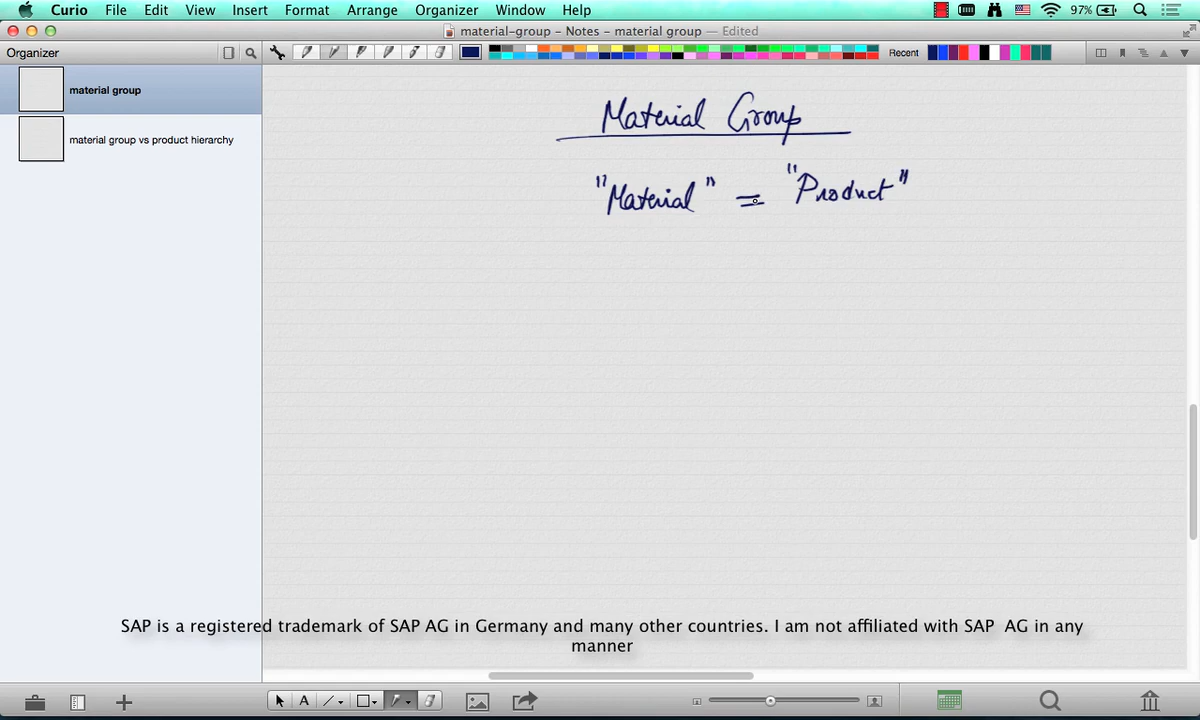 Curio File Edit View Insert Format Arrange Organizer Window Help 97%
material-group – Notes – material group — Edited
Organizer Recent
material group
material group vs product hierarchy
Material Group
"Material" = "Product"
SAP is a registered trademark of SAP AG in Germany and many other countries. I am not affiliated with SAP AG in any
manner
A